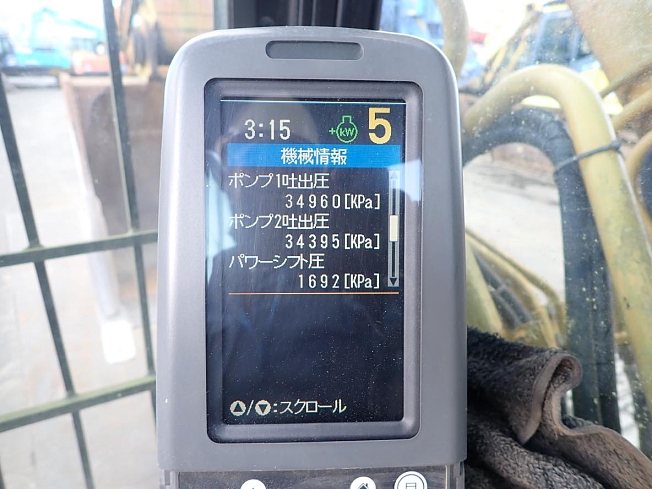 3:15 +kW 5
機械情報
ポンプ1吐出圧
34960[KPa]
ポンプ2吐出圧
34395[KPa]
パワーシフト圧
1692[KPa]
▲/▼:スクロール